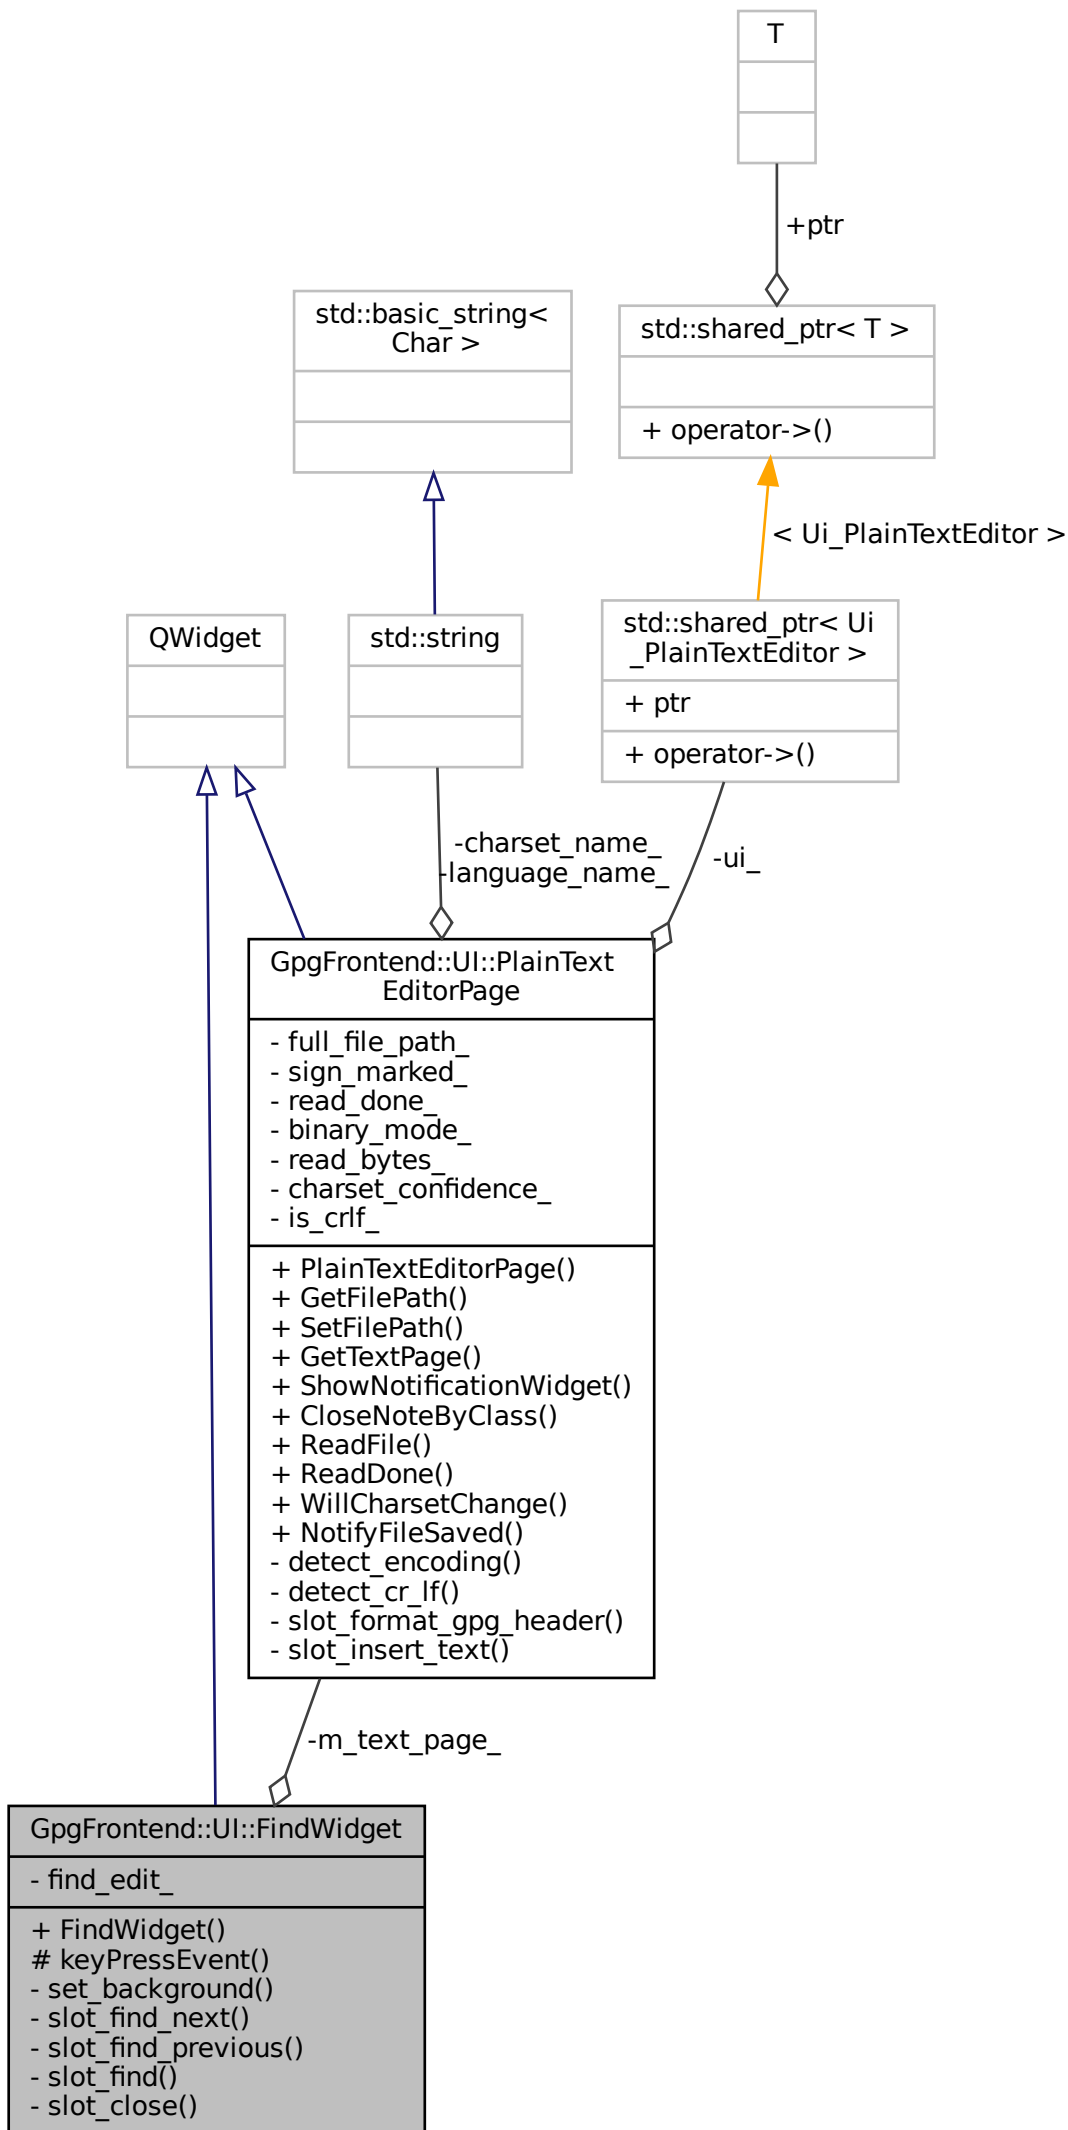 T
+ptr
std::basic_string<
Char >
std::shared_ptr< T >
+ operator->()
< Ui_PlainTextEditor >
QWidget
std::string
std::shared_ptr< Ui
_PlainTextEditor >
+ ptr
+ operator->()
-charset_name_
-language_name_
-ui_
GpgFrontend::UI::PlainText
EditorPage
- full_file_path_
- sign_marked_
- read_done_
- binary_mode_
- read_bytes_
- charset_confidence_
- is_crlf_
+ PlainTextEditorPage()
+ GetFilePath()
+ SetFilePath()
+ GetTextPage()
+ ShowNotificationWidget()
+ CloseNoteByClass()
+ ReadFile()
+ ReadDone()
+ WillCharsetChange()
+ NotifyFileSaved()
- detect_encoding()
- detect_cr_lf()
- slot_format_gpg_header()
- slot_insert_text()
-m_text_page_
GpgFrontend::UI::FindWidget
- find_edit_
+ FindWidget()
# keyPressEvent()
- set_background()
- slot_find_next()
- slot_find_previous()
- slot_find()
- slot_close()